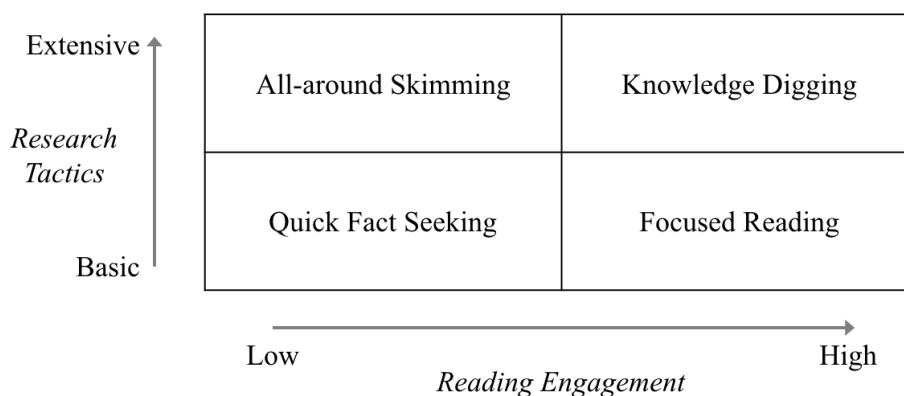 Extensive
All-around Skimming
Knowledge Digging
Research
Tactics
Quick Fact Seeking
Focused Reading
Basic
Low
High
Reading Engagement